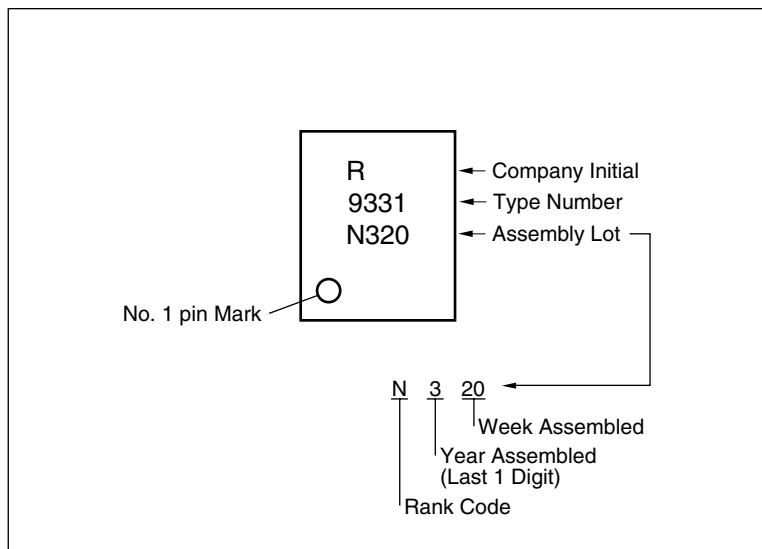 R
9331
N320
Company Initial
Type Number
Assembly Lot
No. 1 pin Mark
N 3 20
Week Assembled
Year Assembled
(Last 1 Digit)
Rank Code